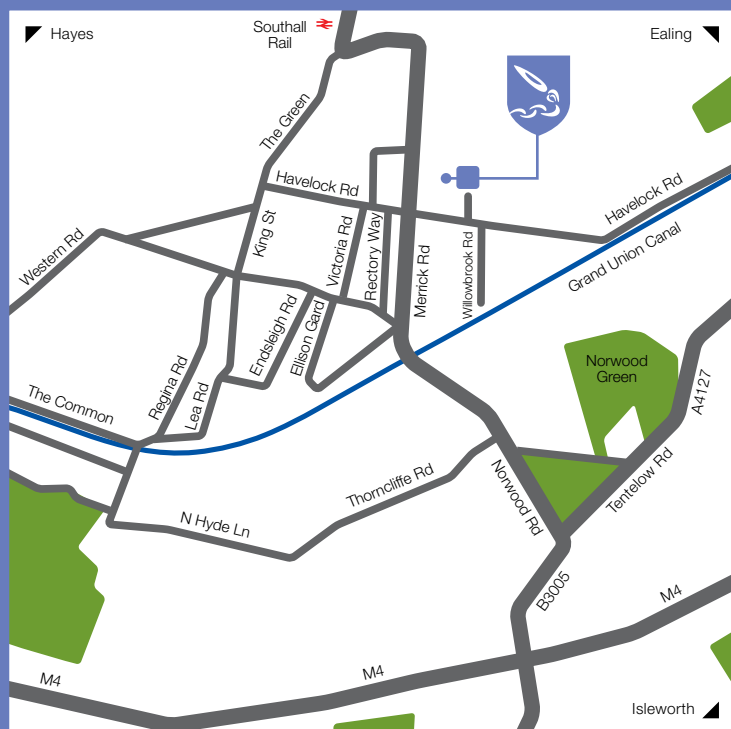 Hayes
Southall
Rail
Ealing
The Green
Havelock Rd
Havelock Rd
King St
Victoria Rd
Rectory Way
Merrick Rd
Willowbrook Rd
Grand Union Canal
Western Rd
Endsleigh Rd
Ellison Gard
Regina Rd
Lea Rd
The Common
Norwood
Green
A4127
Thorncliffe Rd
Norwood Rd
Tentelow Rd
N Hyde Ln
B3005
M4
M4
M4
Isleworth